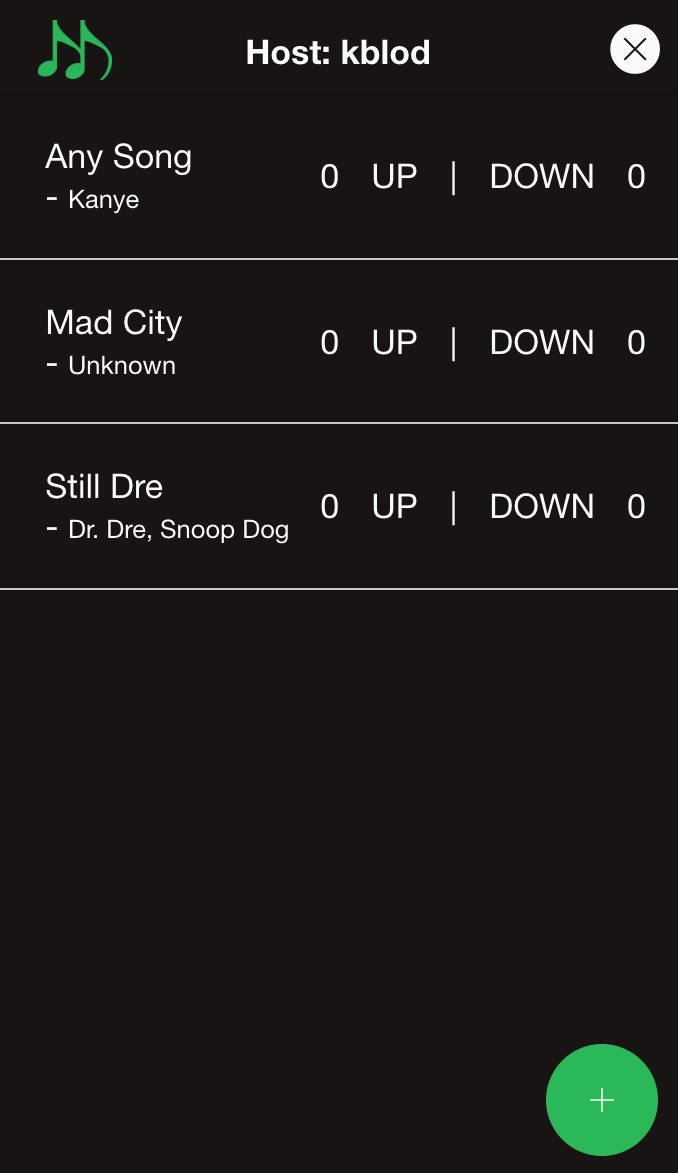 Host: kblod
Any Song
- Kanye
0 UP | DOWN 0
Mad City
- Unknown
0 UP | DOWN 0
Still Dre
- Dr. Dre, Snoop Dog
0 UP | DOWN 0
+